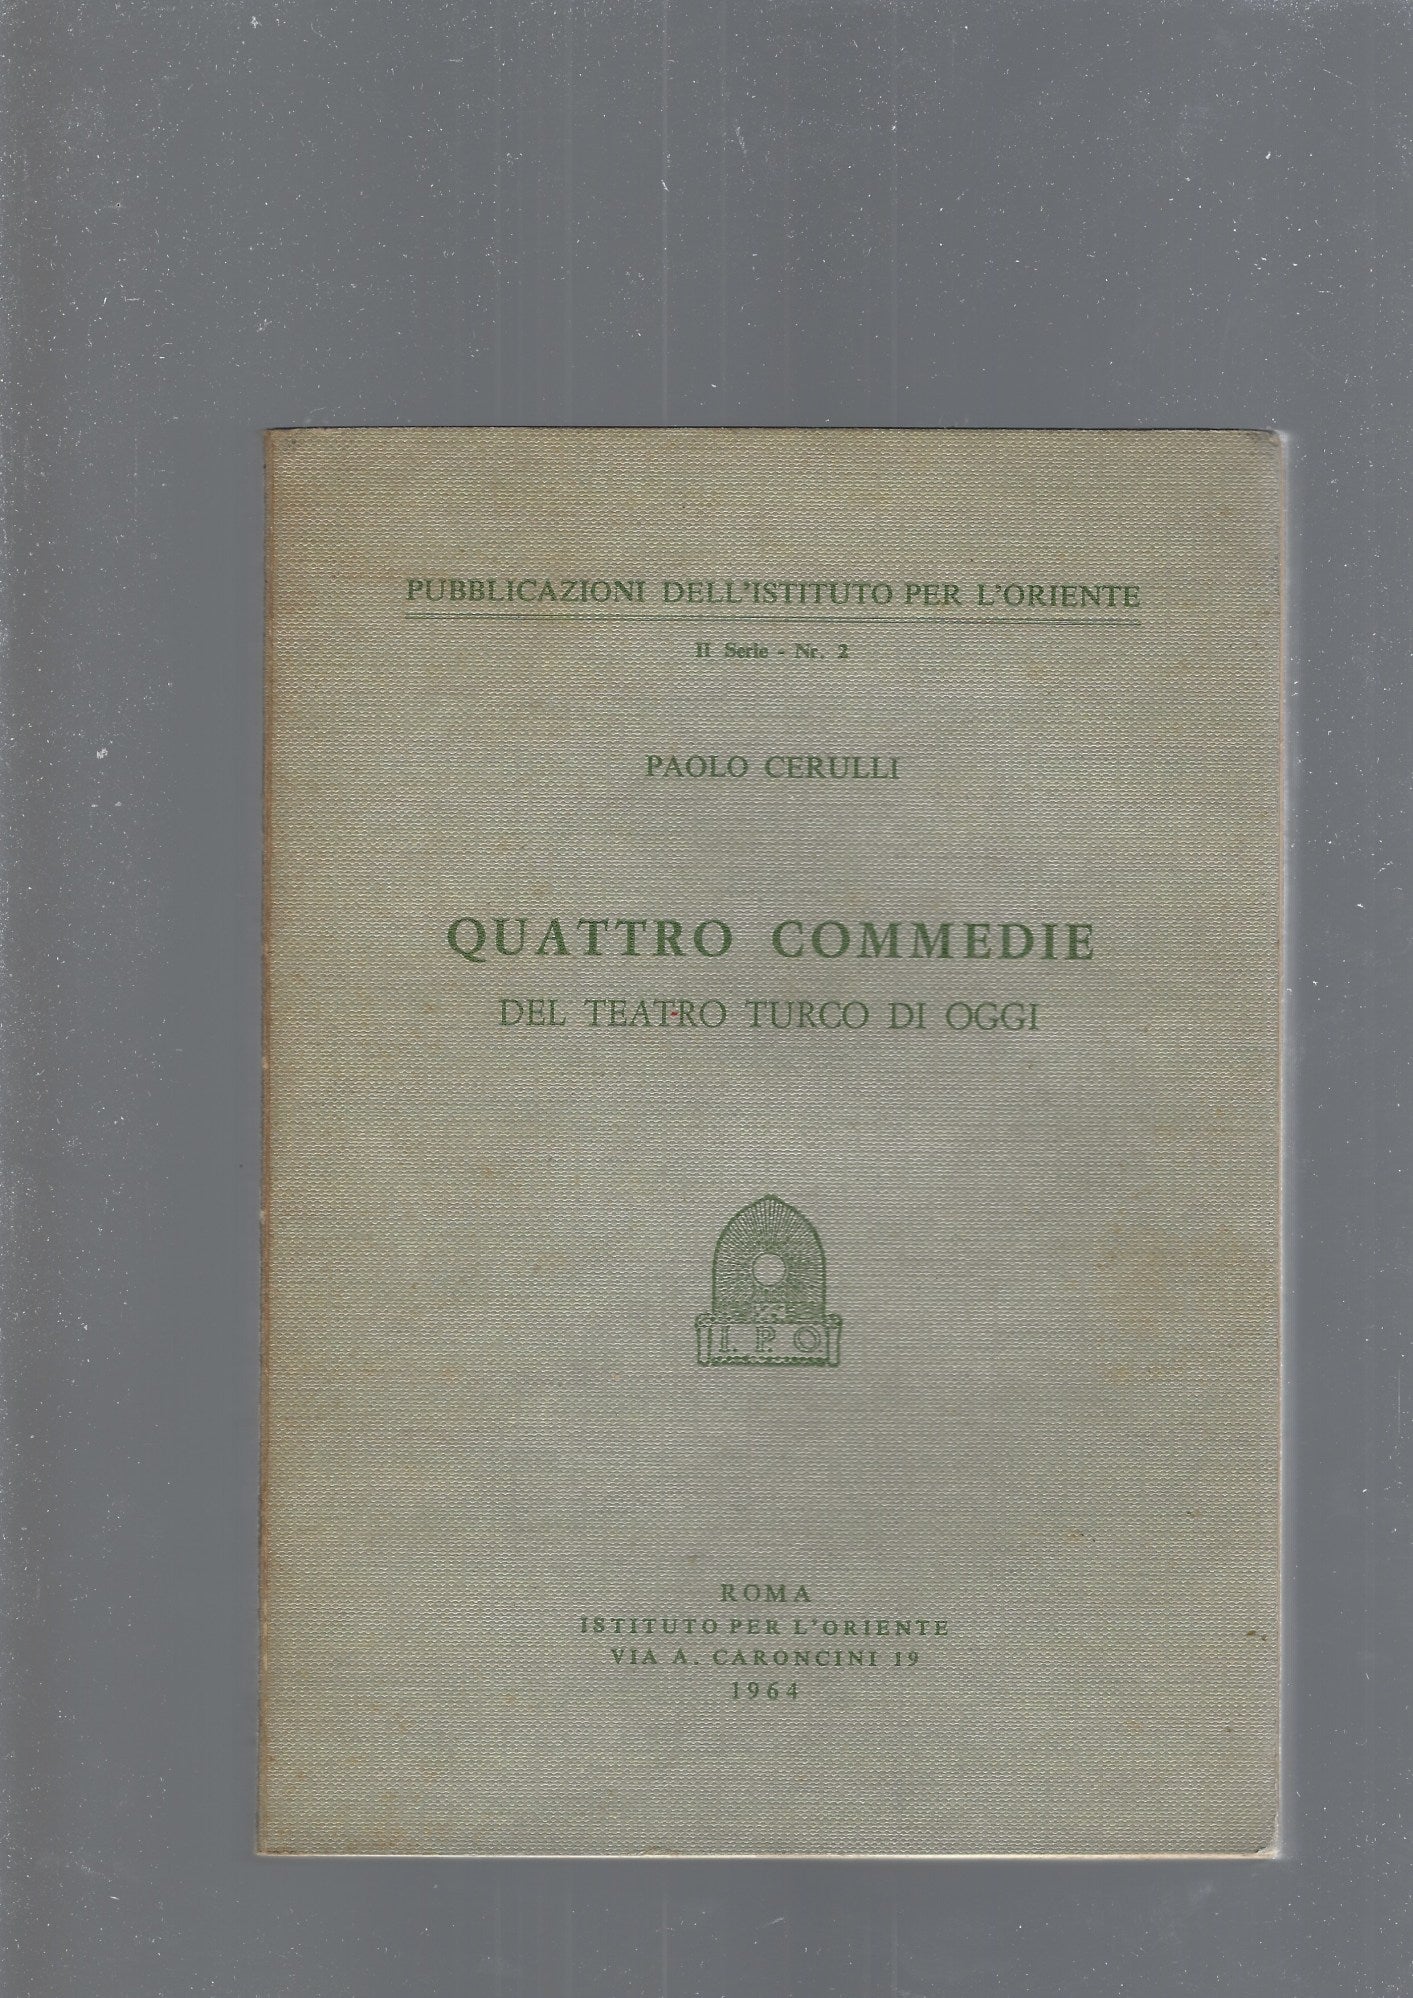 PUBBLICAZIONI DELL'ISTITUTO PER L'ORIENTE
II Serie - Nr. 2
PAOLO CERULLI
QUATTRO COMMEDIE
DEL TEATRO TURCO DI OGGI
I. P. O
ROMA
ISTITUTO PER L'ORIENTE
VIA A. CARONCINI 19
1964